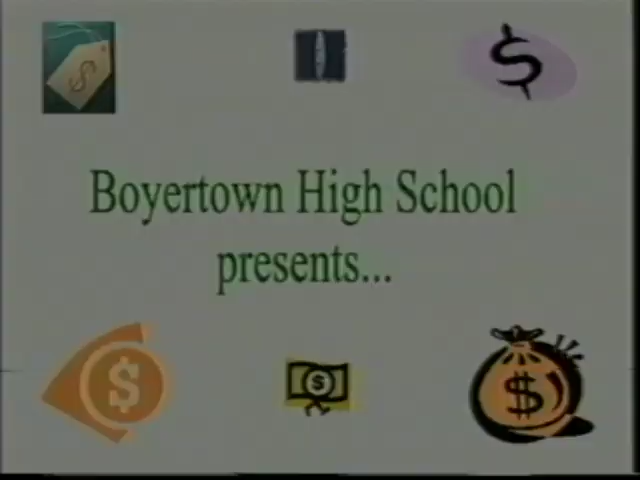 $ $
Boyertown High School
presents...
$ $ $